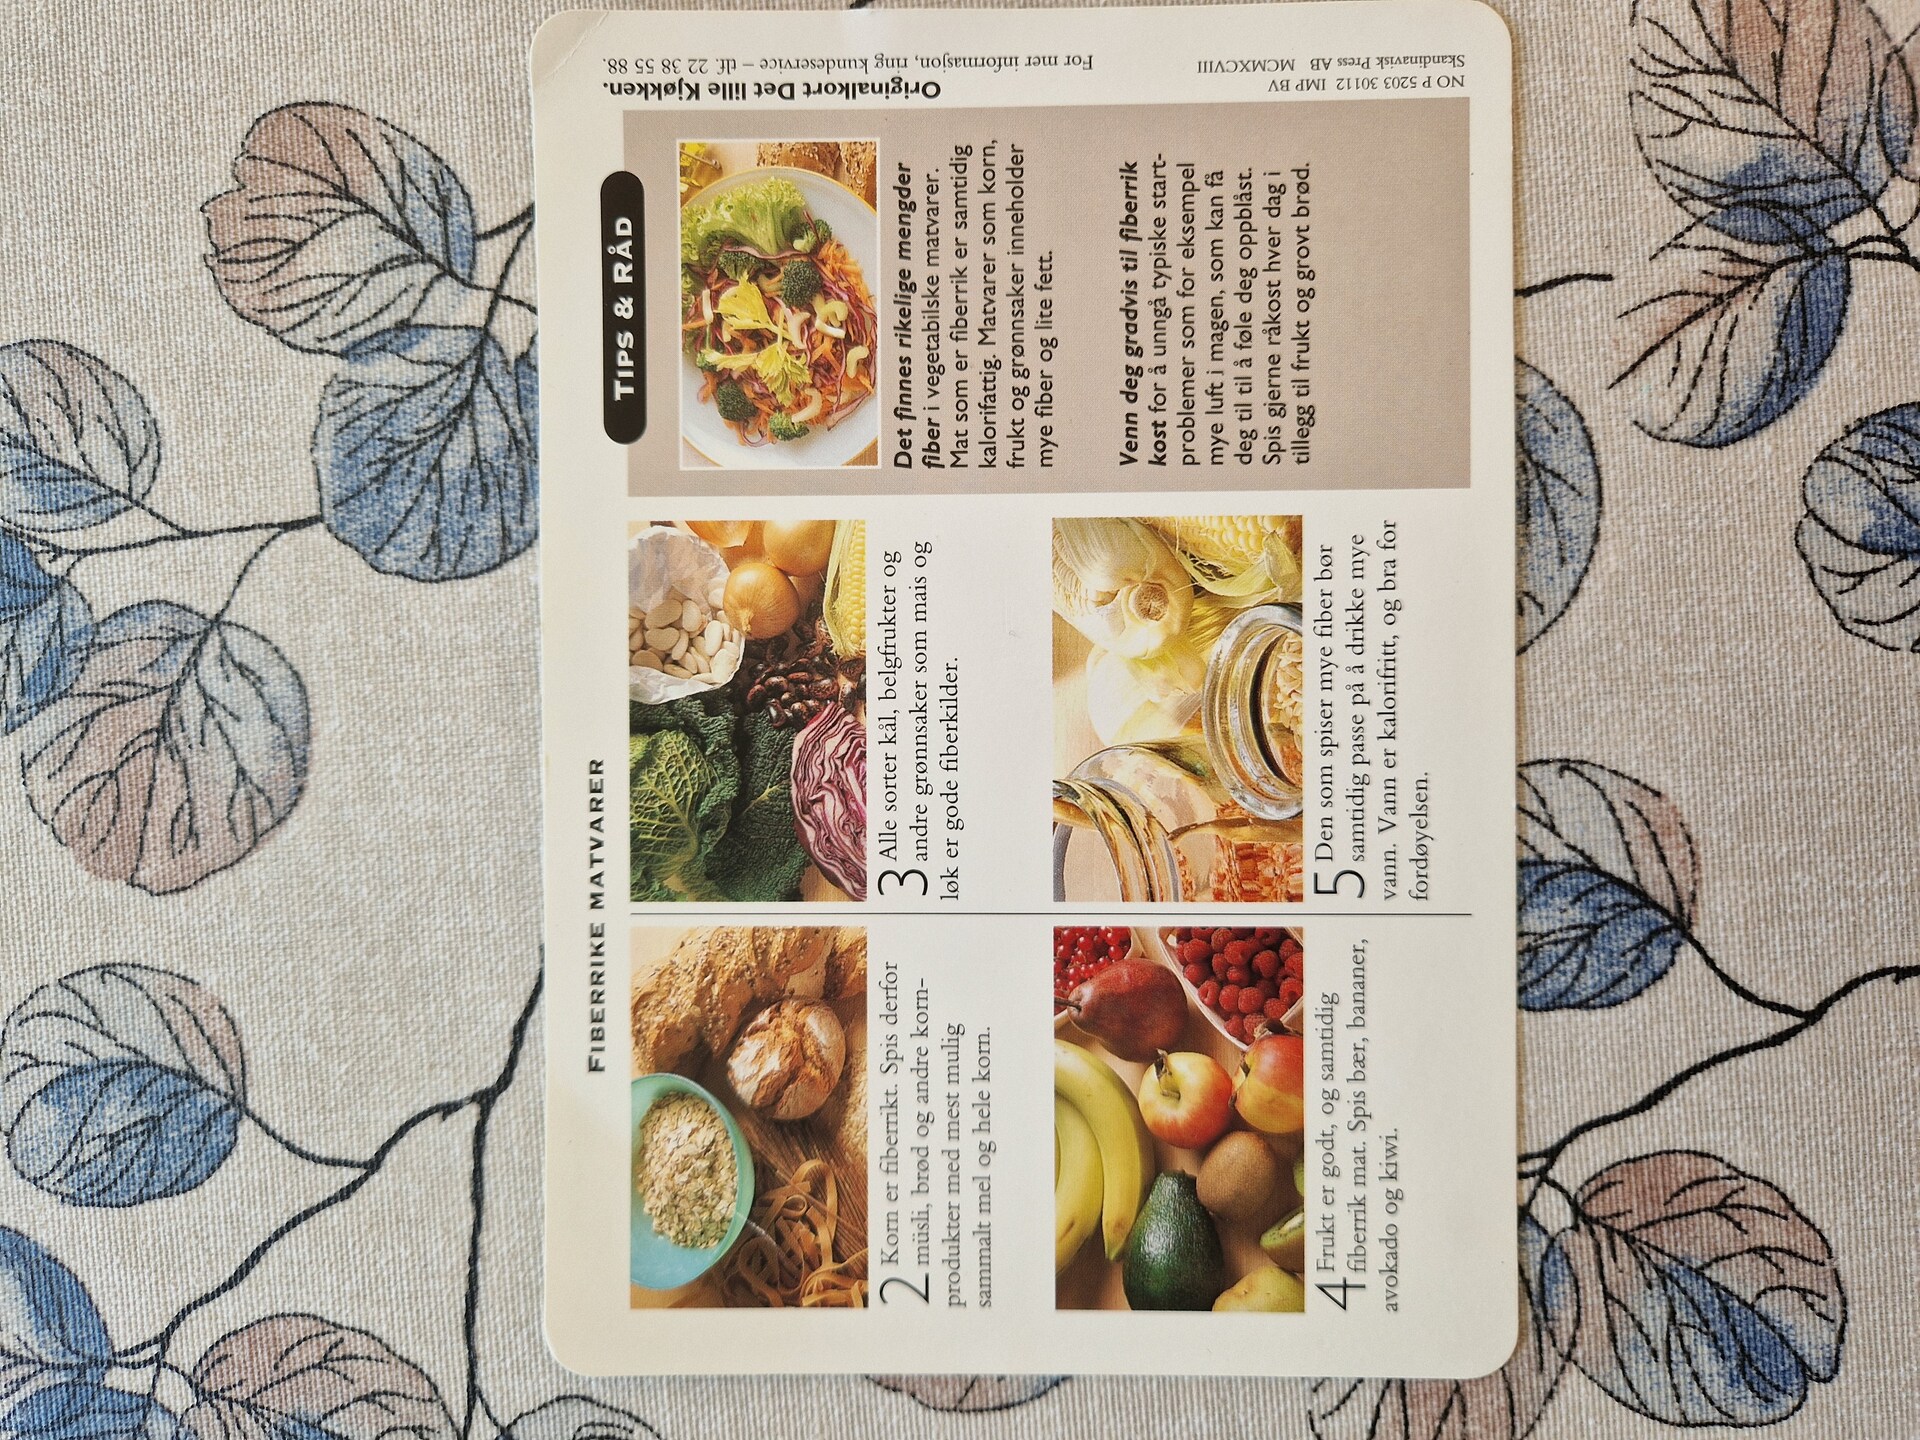 FIBERRIKE MATVARER
2 Korn er fiberrikt. Spis derfor
müsli, brød og andre korn-
produkter med mest mulig
sammalt mel og hele korn.
3 Alle sorter kål, belgfrukter og
andre grønnsaker som mais og
løk er gode fiberkilder.
4 Frukt er godt, og samtidig
fiberrik mat. Spis bær, bananer,
avokado og kiwi.
5 Den som spiser mye fiber bør
samtidig passe på å drikke mye
vann. Vann er kalorifritt, og bra for
fordøyelsen.
TIPS & RÅD
Det finnes rikelige mengder
fiber i vegetabilske matvarer.
Mat som er fiberrik er samtidig
kalorifattig. Matvarer som korn,
frukt og grønnsaker inneholder
mye fiber og lite fett.
Venn deg gradvis til fiberrik
kost for å unngå typiske start-
problemer som for eksempel
mye luft i magen, som kan få
deg til til å føle deg oppblåst.
Spis gjerne råkost hver dag i
tillegg til frukt og grovt brød.
Originalkort Det lille Kjøkken.
For mer informasjon, ring kundeservice – tlf. 22 38 55 88.
NO P 5203 30112 IMP BV
Skandinavisk Press AB MCMXCVIII